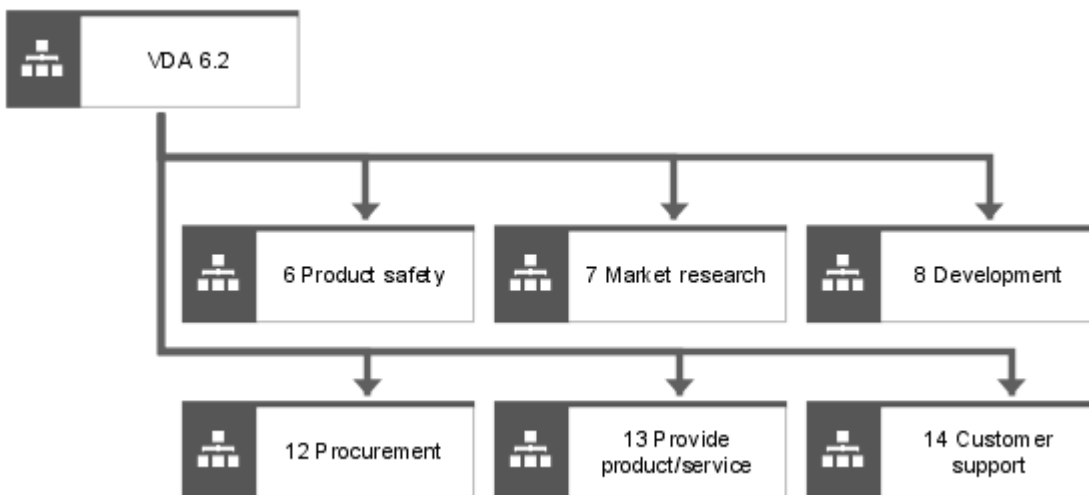 VDA 6.2
6 Product safety
7 Market research
8 Development
12 Procurement
13 Provide
product/service
14 Customer
support